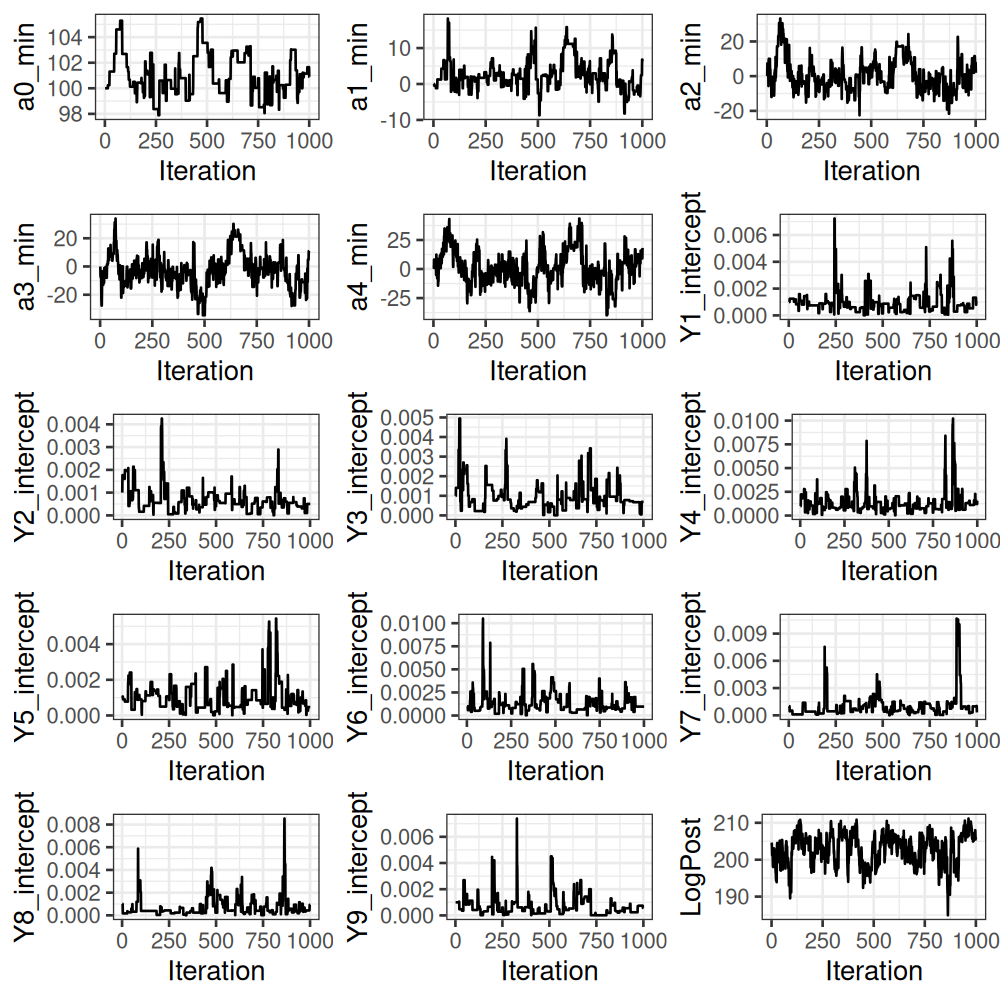 a0_min
104
102
100
98
0 250 500 750 1000
Iteration
a1_min
10
0
-10
0 250 500 750 1000
Iteration
a2_min
20
0
-20
0 250 500 750 1000
Iteration
a3_min
20
0
-20
0 250 500 750 1000
Iteration
a4_min
25
0
-25
0 250 500 750 1000
Iteration
Y1_intercept
0.006
0.004
0.002
0.000
0 250 500 750 1000
Iteration
Y2_intercept
0.004
0.003
0.002
0.001
0.000
0 250 500 750 1000
Iteration
Y3_intercept
0.005
0.004
0.003
0.002
0.001
0.000
0 250 500 750 1000
Iteration
Y4_intercept
0.0100
0.0075
0.0050
0.0025
0.0000
0 250 500 750 1000
Iteration
Y5_intercept
0.004
0.002
0.000
0 250 500 750 1000
Iteration
Y6_intercept
0.0100
0.0075
0.0050
0.0025
0.0000
0 250 500 750 1000
Iteration
Y7_intercept
0.009
0.006
0.003
0.000
0 250 500 750 1000
Iteration
Y8_intercept
0.008
0.006
0.004
0.002
0.000
0 250 500 750 1000
Iteration
Y9_intercept
0.006
0.004
0.002
0.000
0 250 500 750 1000
Iteration
LogPost
210
200
190
0 250 500 750 1000
Iteration